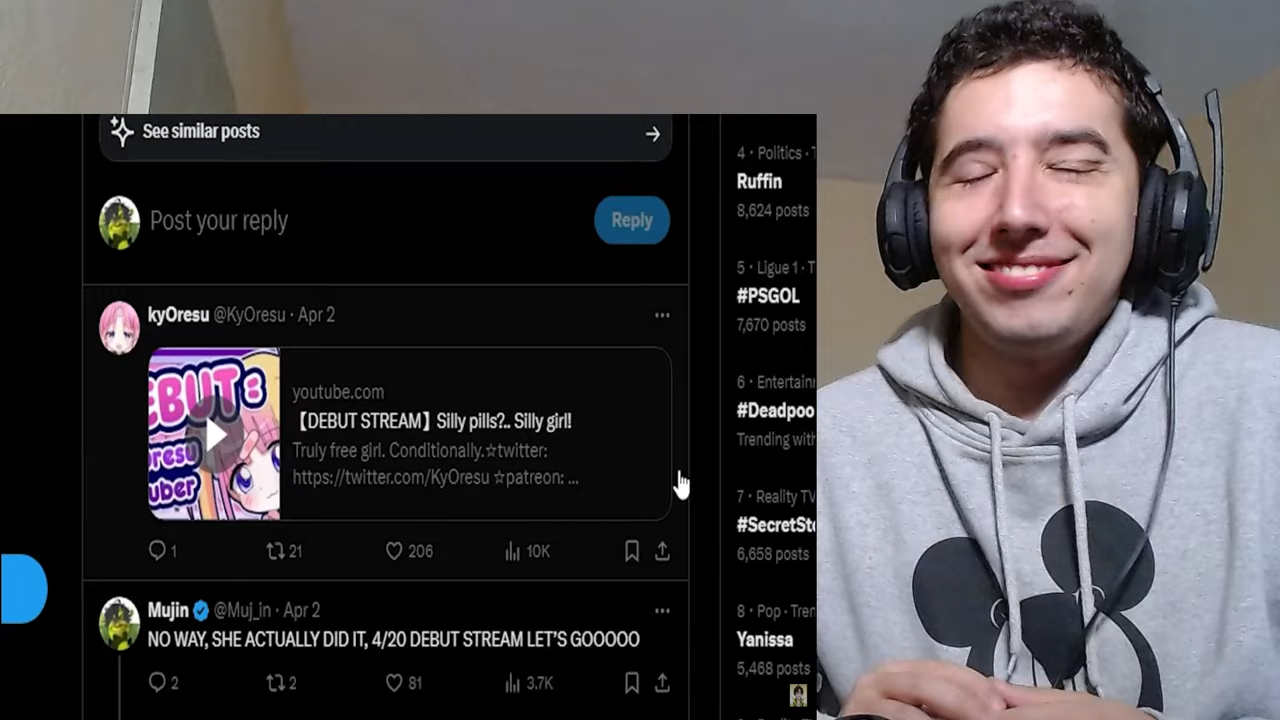 See similar posts
Post your reply
Reply
kyOresu @KyOresu · Apr 2
EBUT:
resu
uber
youtube.com
【DEBUT STREAM】Silly pills?.. Silly girl!
Truly free girl. Conditionally.☆twitter:
https://twitter.com/KyOresu ☆patreon: ...
1 21 206 10K
Mujin @Muj_in · Apr 2
NO WAY, SHE ACTUALLY DID IT, 4/20 DEBUT STREAM LET'S GOOOOO
2 2 81 3.7K
4 · Politics ·
Ruffin
8,624 posts
5 · Ligue 1 · T
#PSGOL
7,670 posts
6 · Entertain
#Deadpoo
Trending with
7 · Reality TV
#SecretSto
6,658 posts
8 · Pop · Tren
Yanissa
5,468 posts